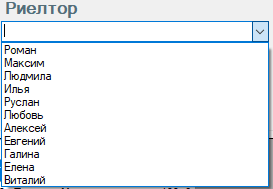 Риелтор
Роман
Максим
Людмила
Илья
Руслан
Любовь
Алексей
Евгений
Галина
Елена
Виталий